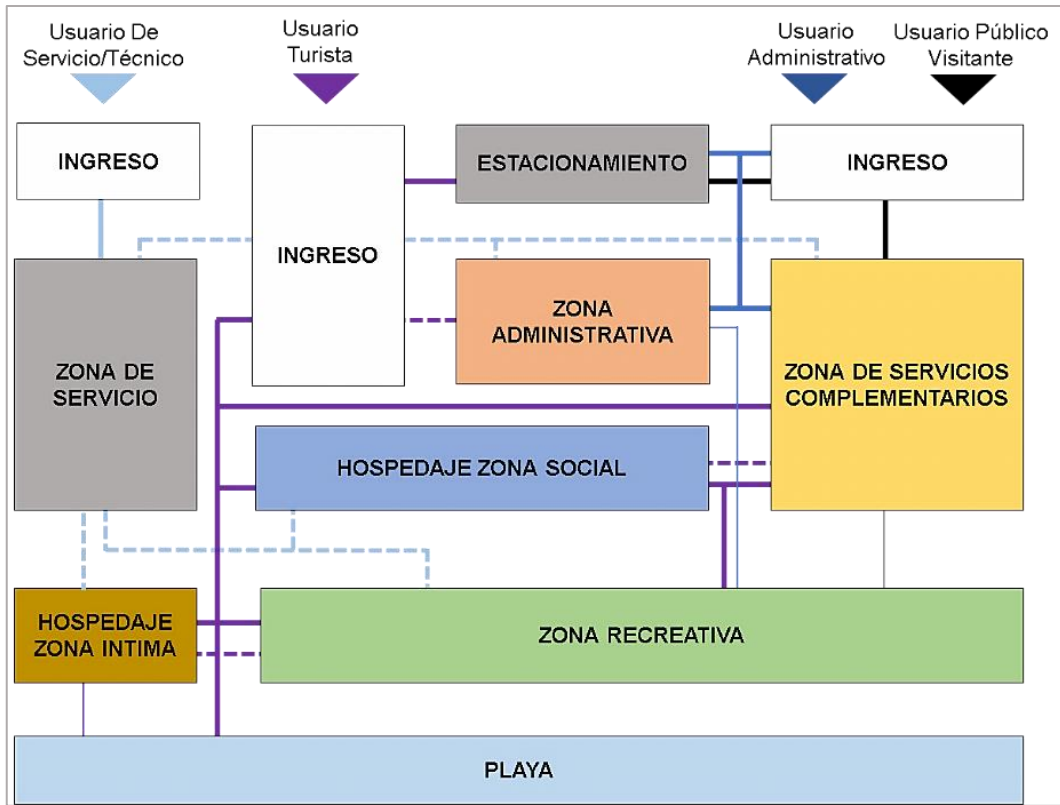 Usuario De
Servicio/Técnico
Usuario
Turista
Usuario
Administrativo
Usuario Público
Visitante
INGRESO
INGRESO
ESTACIONAMIENTO
INGRESO
ZONA DE
SERVICIO
ZONA
ADMINISTRATIVA
ZONA DE SERVICIOS
COMPLEMENTARIOS
HOSPEDAJE ZONA SOCIAL
HOSPEDAJE
ZONA INTIMA
ZONA RECREATIVA
PLAYA